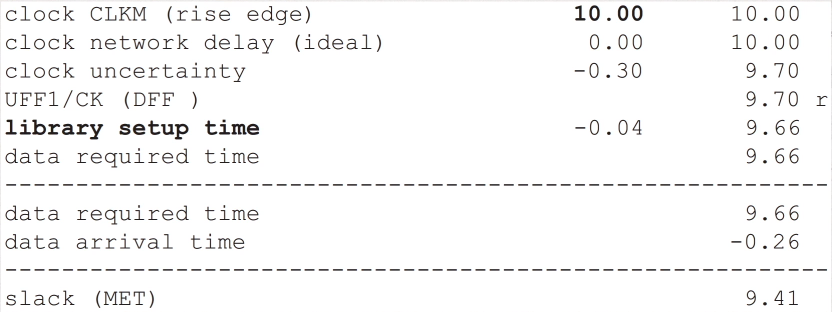 clock CLKM (rise edge) 10.00 10.00
clock network delay (ideal) 0.00 10.00
clock uncertainty -0.30 9.70
UFF1/CK (DFF ) 9.70 r
library setup time -0.04 9.66
data required time 9.66
------------------------------------------------------------
data required time 9.66
data arrival time -0.26
------------------------------------------------------------
slack (MET) 9.41